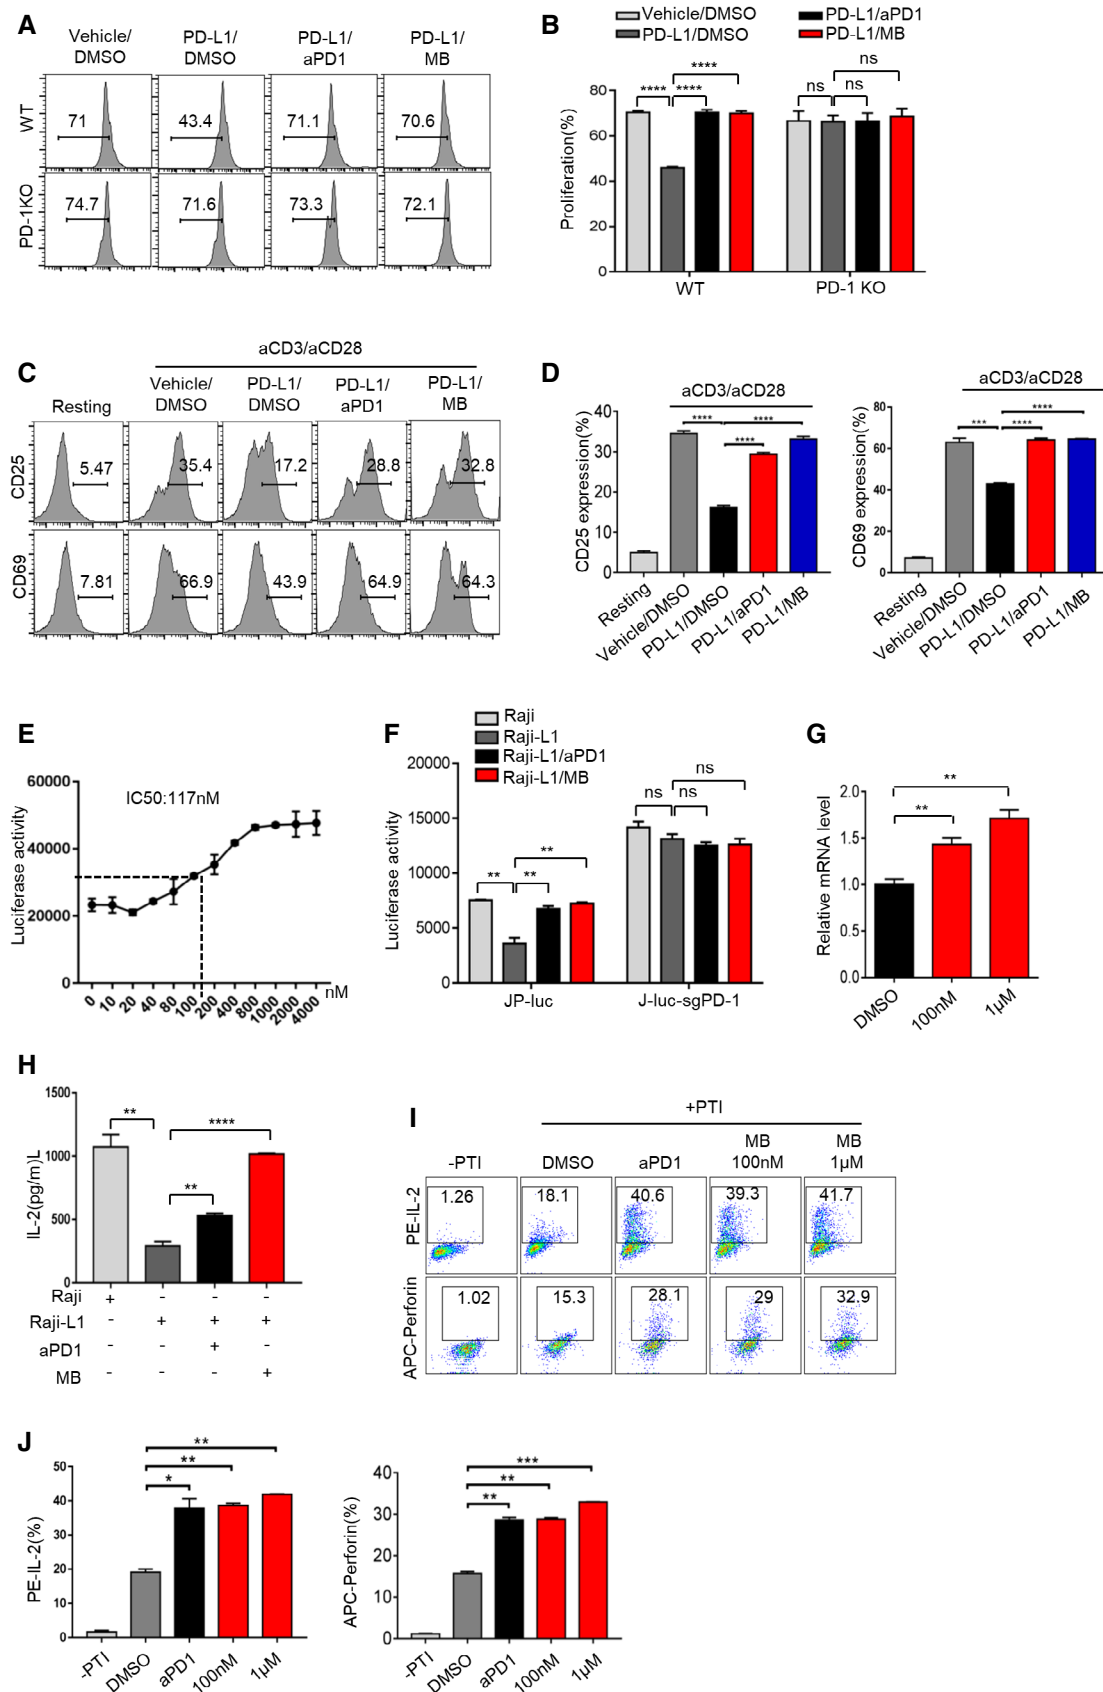 A
Vehicle/ DMSO
PD-L1/ DMSO
PD-L1/ aPD1
PD-L1/ MB
WT
71
43.4
71.1
70.6
PD-1KO
74.7
71.6
73.3
72.1
B
Vehicle/DMSO
PD-L1/aPD1
PD-L1/DMSO
PD-L1/MB
Proliferation(%)
80
60
40
20
0
****
****
****
ns
ns
ns
WT
PD-1 KO
C
aCD3/aCD28
Resting
Vehicle/ DMSO
PD-L1/ DMSO
PD-L1/ aPD1
PD-L1/ MB
CD25
5.47
35.4
17.2
28.8
32.8
CD69
7.81
66.9
43.9
64.9
64.3
D
aCD3/aCD28
CD25 expression(%)
40
30
20
10
0
****
****
****
Resting
Vehicle/DMSO
PD-L1/DMSO
PD-L1/aPD1
PD-L1/MB
aCD3/aCD28
CD69 expression(%)
80
60
40
20
0
****
***
****
Resting
Vehicle/DMSO
PD-L1/DMSO
PD-L1/aPD1
PD-L1/MB
E
Luciferase activity
60000
40000
20000
0
IC50:117nM
0
10
20
40
80
100
200
400
800
1000
2000
4000
nM
F
Raji
Raji-L1
Raji-L1/aPD1
Raji-L1/MB
Luciferase activity
20000
15000
10000
5000
0
**
**
**
ns
ns
ns
JP-luc
J-luc-sgPD-1
G
Relative mRNA level
2.0
1.5
1.0
0.5
0.0
**
**
DMSO
100nM
1µM
H
IL-2(pg/m)L
1500
1000
500
0
**
****
**
Raji + - - -
Raji-L1 - + + +
aPD1 - - + -
MB - - - +
I
+PTI
-PTI
DMSO
aPD1
MB 100nM
MB 1µM
PE-IL-2
1.26
18.1
40.6
39.3
41.7
APC-Perforin
1.02
15.3
28.1
29
32.9
J
PE-IL-2(%)
50
40
30
20
10
0
**
**
*
-PTI
DMSO
aPD1
100nM
1µM
APC-Perforin(%)
40
30
20
10
0
***
**
**
-PTI
DMSO
aPD1
100nM
1µM